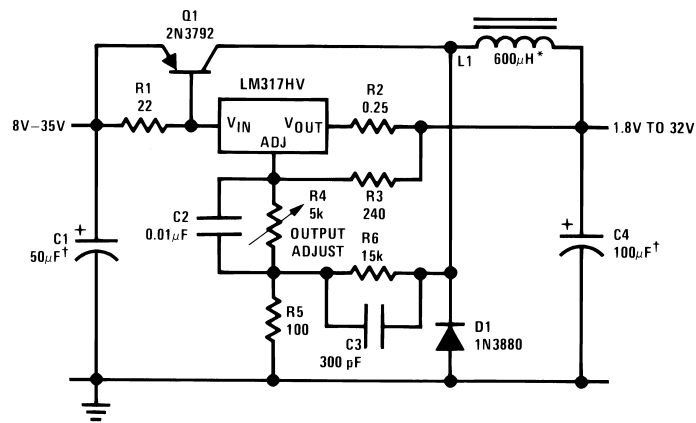 Q1
2N3792
L1
600μH*
R1
22
LM317HV
R2
0.25
8V–35V
VIN
VOUT
ADJ
1.8V TO 32V
R3
240
R4
5k
OUTPUT
ADJUST
C2
0.01μF
C1
+
50μF†
R6
15k
+
C4
100μF†
R5
100
C3
300 pF
D1
1N3880